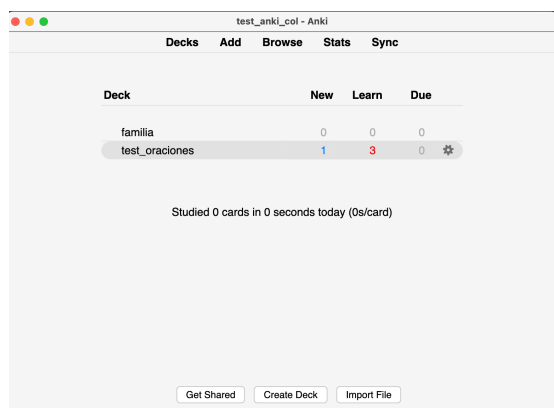 test_anki_col - Anki
Decks Add Browse Stats Sync
Deck New Learn Due
familia 0 0 0
test_oraciones 1 3 0
Studied 0 cards in 0 seconds today (0s/card)
Get Shared Create Deck Import File